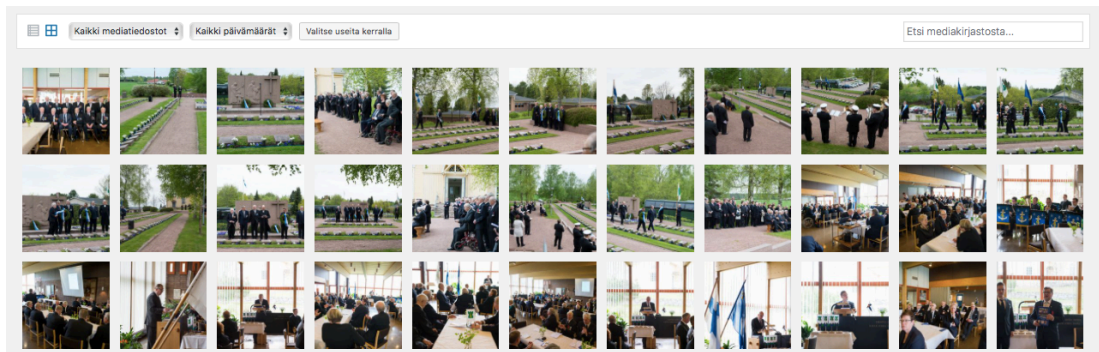 Kaikki mediatiedostot
Kaikki päivämäärät
Valitse useita kerralla
Etsi mediakirjastosta...